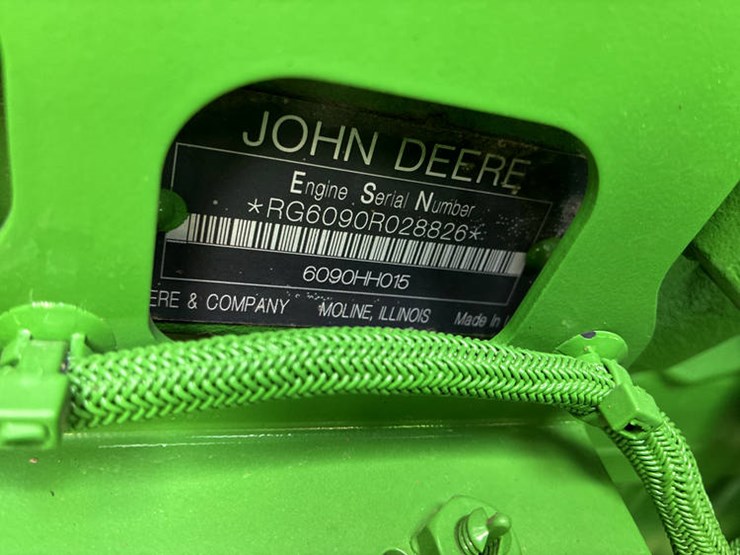 JOHN DEERE
Engine Serial Number
*RG6090R028826*
6090HH015
ERE & COMPANY MOLINE, ILLINOIS Made in